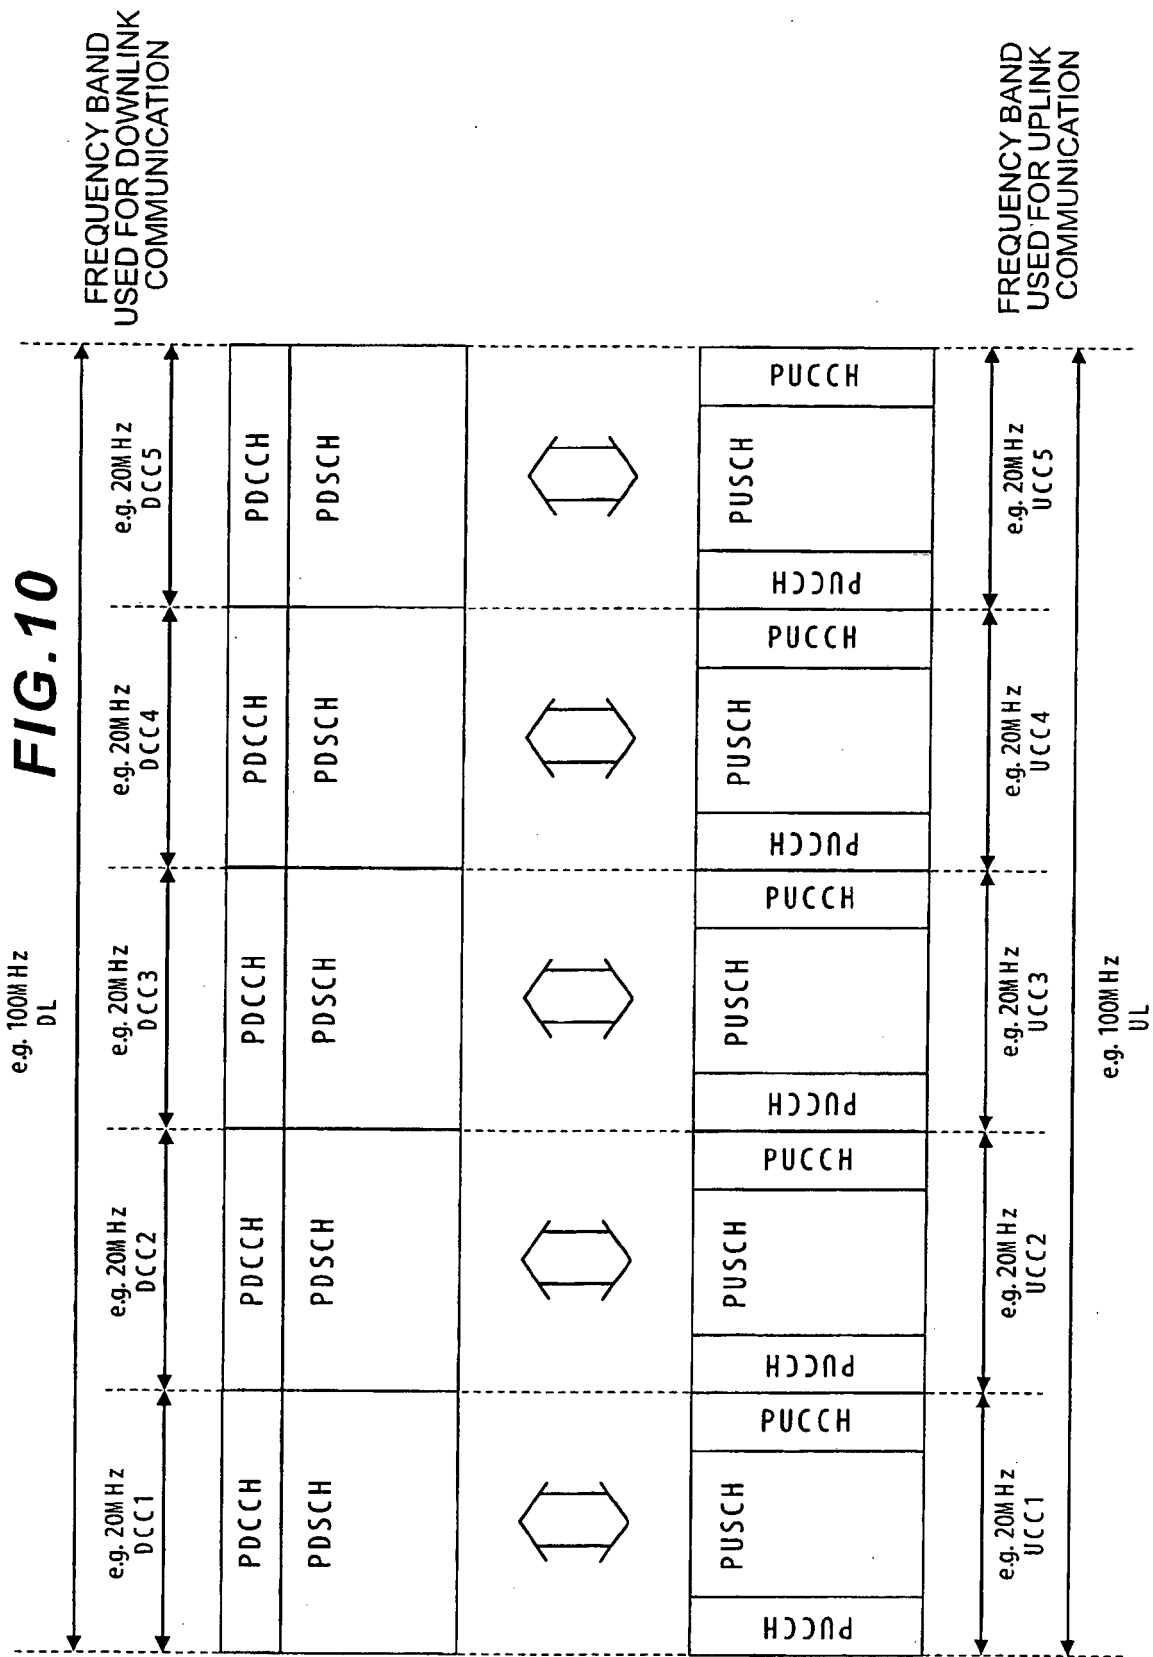 FIG.10
e.g. 100MHz
DL
FREQUENCY BAND
USED FOR DOWNLINK
COMMUNICATION
e.g. 20MHz
DCC1
e.g. 20MHz
DCC2
e.g. 20MHz
DCC3
e.g. 20MHz
DCC4
e.g. 20MHz
DCC5
PDCCH
PDCCH
PDCCH
PDCCH
PDCCH
PDSCH
PDSCH
PDSCH
PDSCH
PDSCH
PUCCH
PUSCH
PUCCH
PUCCH
PUSCH
PUCCH
PUCCH
PUSCH
PUCCH
PUCCH
PUSCH
PUCCH
PUCCH
PUSCH
PUCCH
e.g. 20MHz
UCC1
e.g. 20MHz
UCC2
e.g. 20MHz
UCC3
e.g. 20MHz
UCC4
e.g. 20MHz
UCC5
FREQUENCY BAND
USED FOR UPLINK
COMMUNICATION
e.g. 100MHz
UL